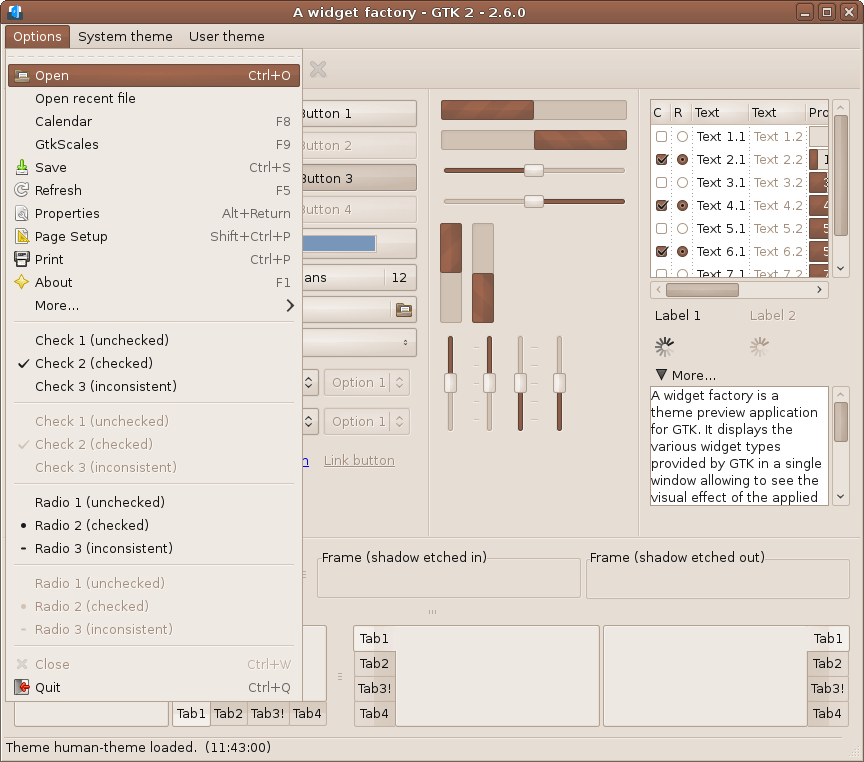 A widget factory - GTK 2 - 2.6.0
Options System theme User theme
Open Ctrl+O
Open recent file
Calendar F8
GtkScales F9
Save Ctrl+S
Refresh F5
Properties Alt+Return
Page Setup Shift+Ctrl+P
Print Ctrl+P
About F1
More...
Check 1 (unchecked)
Check 2 (checked)
Check 3 (inconsistent)
Check 1 (unchecked)
Check 2 (checked)
Check 3 (inconsistent)
Radio 1 (unchecked)
Radio 2 (checked)
Radio 3 (inconsistent)
Radio 1 (unchecked)
Radio 2 (checked)
Radio 3 (inconsistent)
Close Ctrl+W
Quit Ctrl+Q
Button 1
Button 2
Button 3
Button 4
ans 12
Option 1
Option 1
n Link button
C R Text Text Pro
Text 1.1 Text 1.2
Text 2.1 Text 2.2 1
Text 3.1 Text 3.2 3
Text 4.1 Text 4.2 4
Text 5.1 Text 5.2 5
Text 6.1 Text 6.2 5
Text 7.1 Text 7.2 7
Label 1 Label 2
More...
A widget factory is a
theme preview application
for GTK. It displays the
various widget types
provided by GTK in a single
window allowing to see the
visual effect of the applied
Frame (shadow etched in) Frame (shadow etched out)
Tab1 Tab2 Tab3! Tab4
Tab1
Tab2
Tab3!
Tab4
Tab1
Tab2
Tab3!
Tab4
Theme human-theme loaded. (11:43:00)